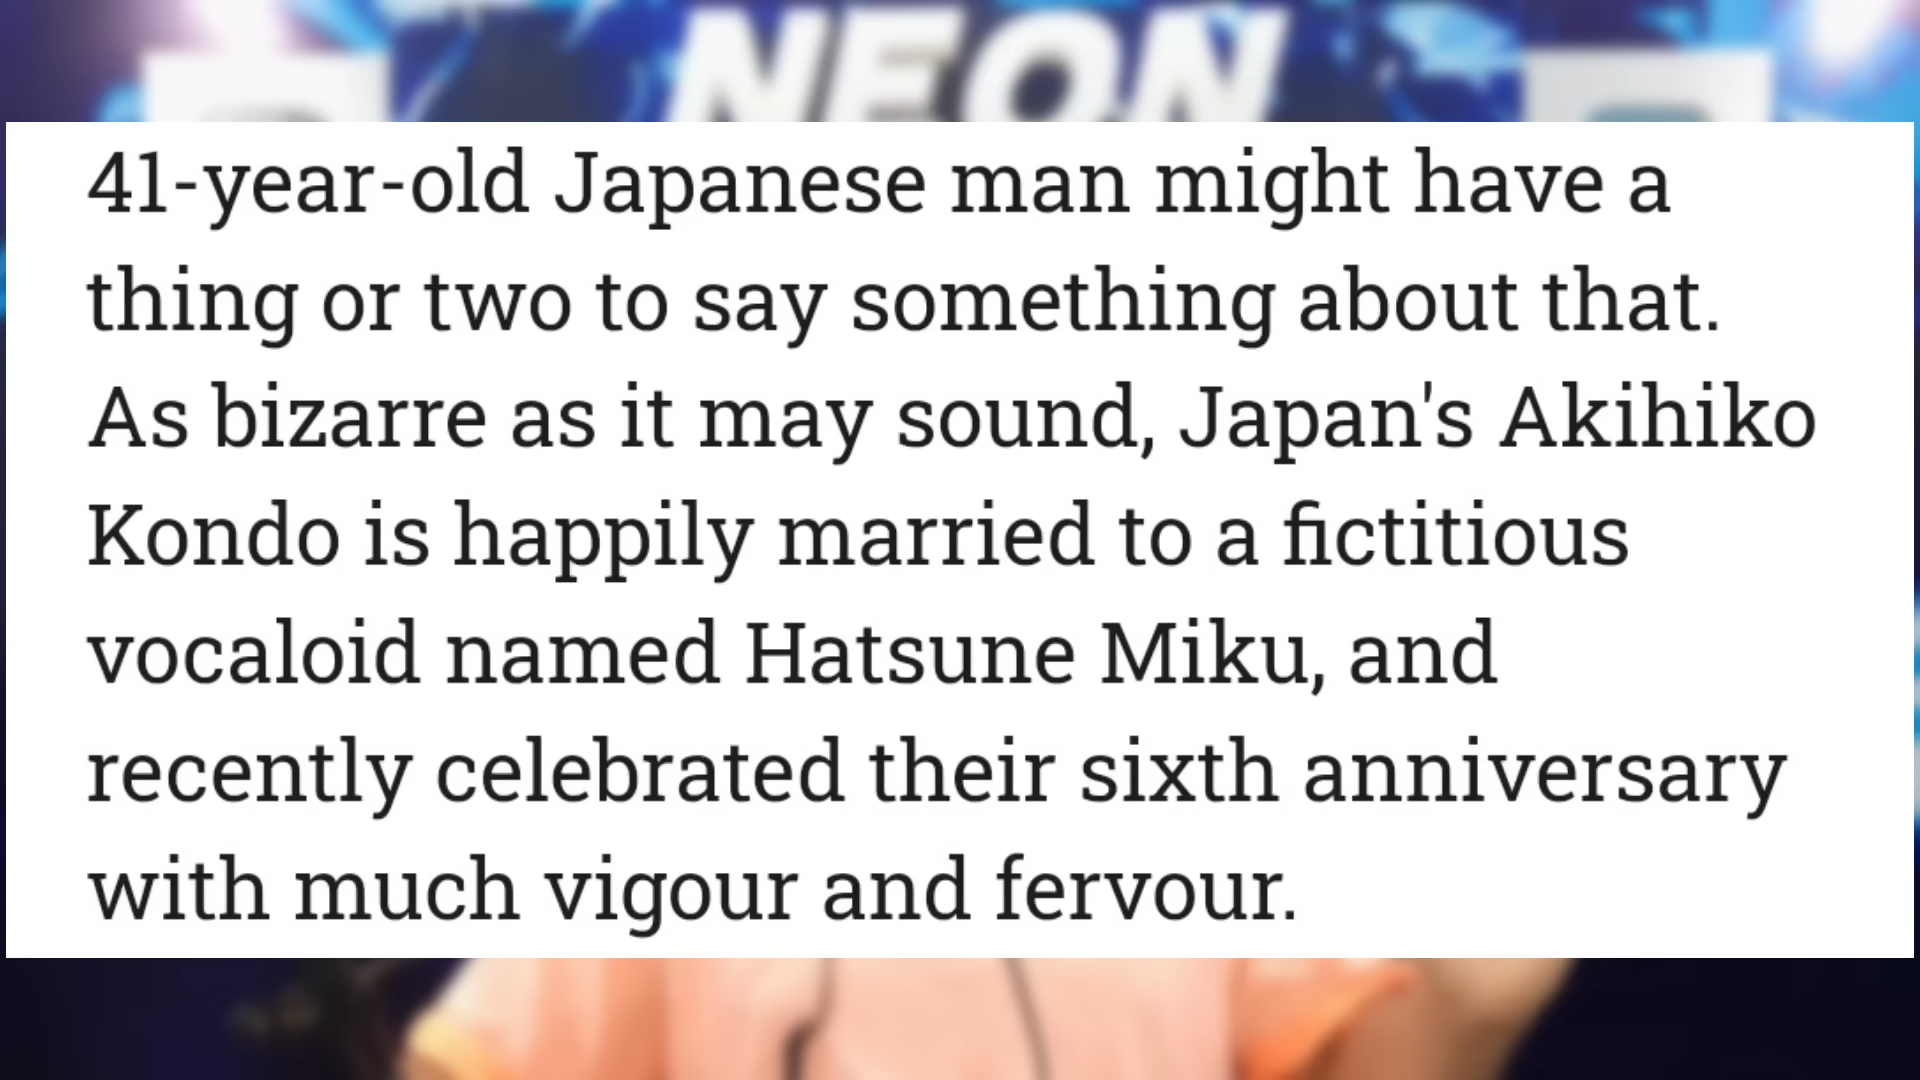 NEON
41-year-old Japanese man might have a
thing or two to say something about that.
As bizarre as it may sound, Japan's Akihiko
Kondo is happily married to a fictitious
vocaloid named Hatsune Miku, and
recently celebrated their sixth anniversary
with much vigour and fervour.